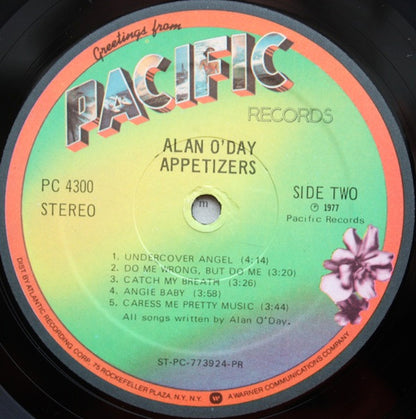 Greetings from
PACIFIC
RECORDS
ALAN O'DAY
APPETIZERS
PC 4300
STEREO
SIDE TWO
℗ 1977
Pacific Records
m
1. UNDERCOVER ANGEL (4:14)
2. DO ME WRONG, BUT DO ME (3:20)
3. CATCH MY BREATH (3:26)
4. ANGIE BABY (3:58)
5. CARESS ME PRETTY MUSIC (3:44)
All songs written by Alan O'Day.
ST-PC-773924-PR
DIST. BY ATLANTIC RECORDING CORP. 75 ROCKEFELLER PLAZA, N.Y., N.Y. W A WARNER COMMUNICATIONS COMPANY